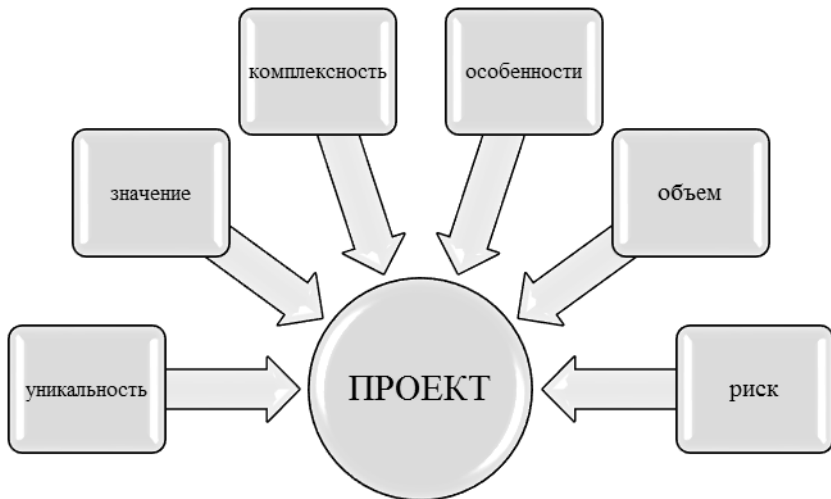 комплексность
особенности
значение
объем
уникальность
ПРОЕКТ
риск